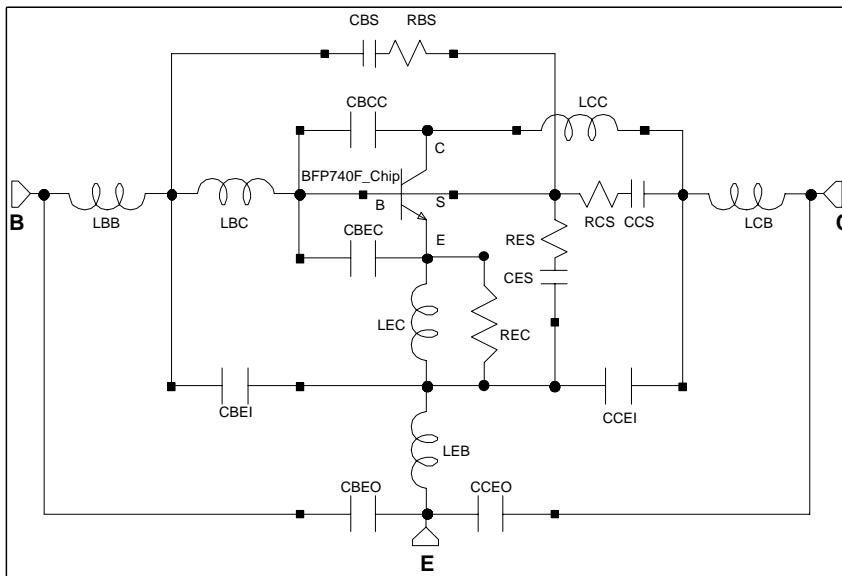 CBS RBS
CBCC
LCC
C
BFP740F_Chip
B S
B LBB LBC RCS CCS LCB C
CBEC E RES
CES
LEC REC
CBEI CCEI
LEB
CBEO CCEO
E